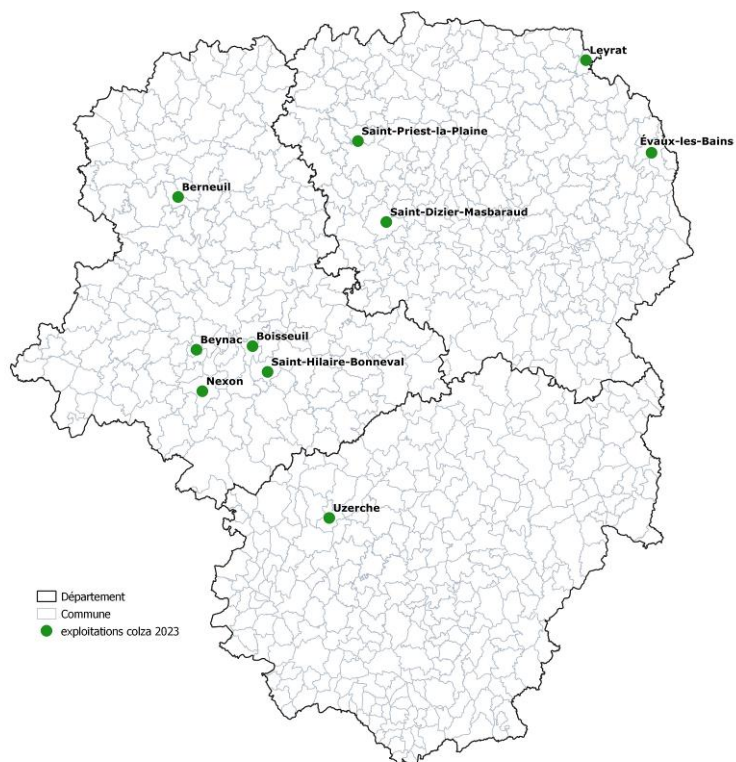 Leyrat
Saint-Priest-la-Plaine
Évaux-les-Bains
Berneuil
Saint-Dizier-Masbaraud
Beynac
Boisseuil
Saint-Hilaire-Bonneval
Nexon
Uzerche
Département
Commune
exploitations colza 2023